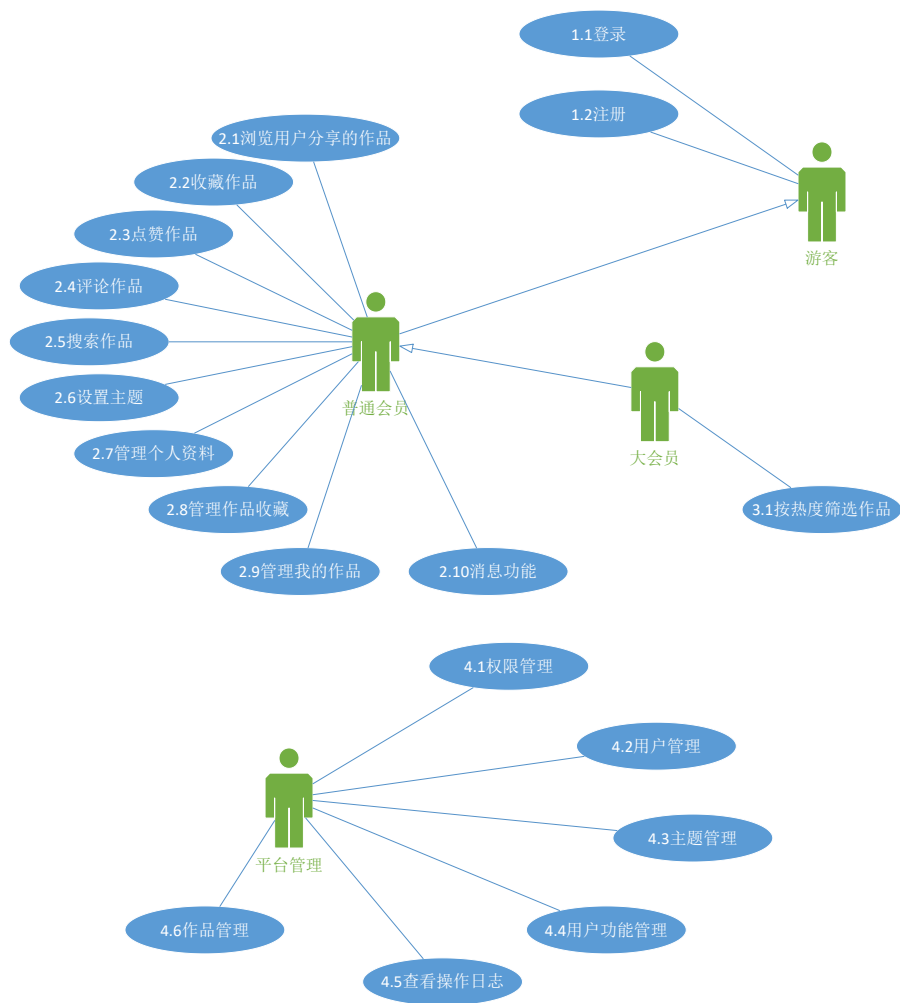 1.1登录
1.2注册
游客
2.1浏览用户分享的作品
2.2收藏作品
2.3点赞作品
2.4评论作品
2.5搜索作品
2.6设置主题
2.7管理个人资料
2.8管理作品收藏
2.9管理我的作品
2.10消息功能
普通会员
大会员
3.1按热度筛选作品
4.1权限管理
4.2用户管理
4.3主题管理
4.4用户功能管理
4.5查看操作日志
4.6作品管理
平台管理